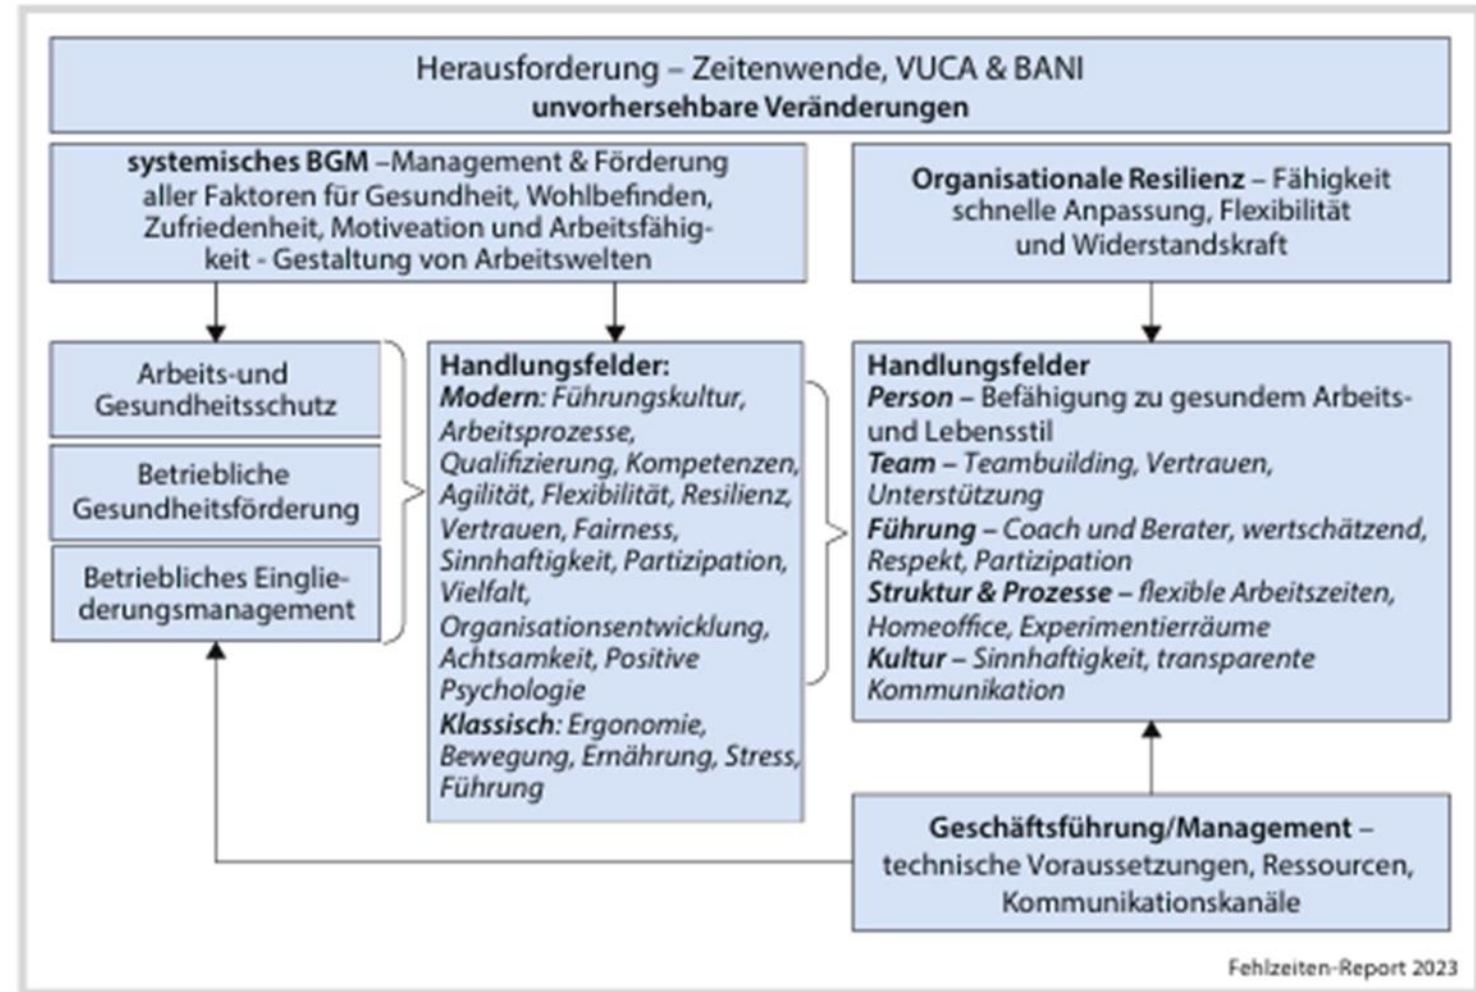 Herausforderung – Zeitenwende, VUCA & BANI
unvorhersehbare Veränderungen
systemisches BGM –Management & Förderung
aller Faktoren für Gesundheit, Wohlbefinden,
Zufriedenheit, Motiveation und Arbeitsfähig-
keit - Gestaltung von Arbeitswelten
Organisationale Resilienz – Fähigkeit
schnelle Anpassung, Flexibilität
und Widerstandskraft
Arbeits-und
Gesundheitsschutz
Betriebliche
Gesundheitsförderung
Betriebliches Einglie-
derungsmanagement
Handlungsfelder:
Modern: Führungskultur,
Arbeitsprozesse,
Qualifizierung, Kompetenzen,
Agilität, Flexibilität, Resilienz,
Vertrauen, Fairness,
Sinnhaftigkeit, Partizipation,
Vielfalt,
Organisationsentwicklung,
Achtsamkeit, Positive
Psychologie
Klassisch: Ergonomie,
Bewegung, Ernährung, Stress,
Führung
Handlungsfelder
Person – Befähigung zu gesundem Arbeits-
und Lebensstil
Team – Teambuilding, Vertrauen,
Unterstützung
Führung – Coach und Berater, wertschätzend,
Respekt, Partizipation
Struktur & Prozesse – flexible Arbeitszeiten,
Homeoffice, Experimentierräume
Kultur – Sinnhaftigkeit, transparente
Kommunikation
Geschäftsführung/Management –
technische Voraussetzungen, Ressourcen,
Kommunikationskanäle
Fehlzeiten-Report 2023